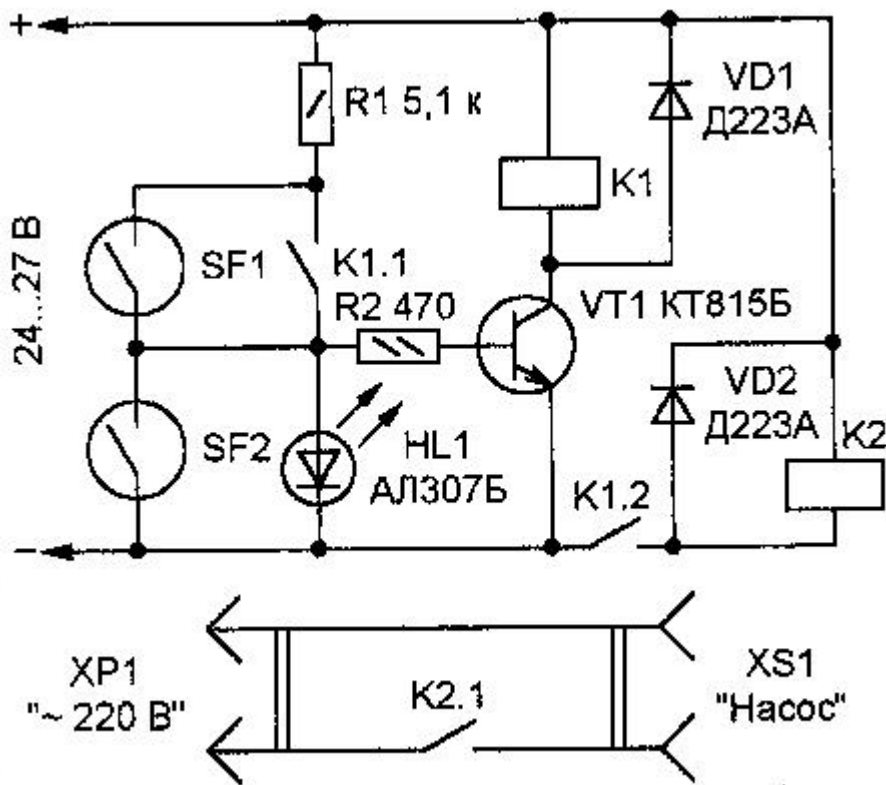 +
R1 5,1 к
VD1
Д223А
K1
24...27 В
SF1
K1.1
R2 470
VT1 КТ815Б
VD2
Д223А
K2
SF2
HL1
АЛ307Б
K1.2
−
XP1
"~ 220 В"
K2.1
XS1
"Насос"